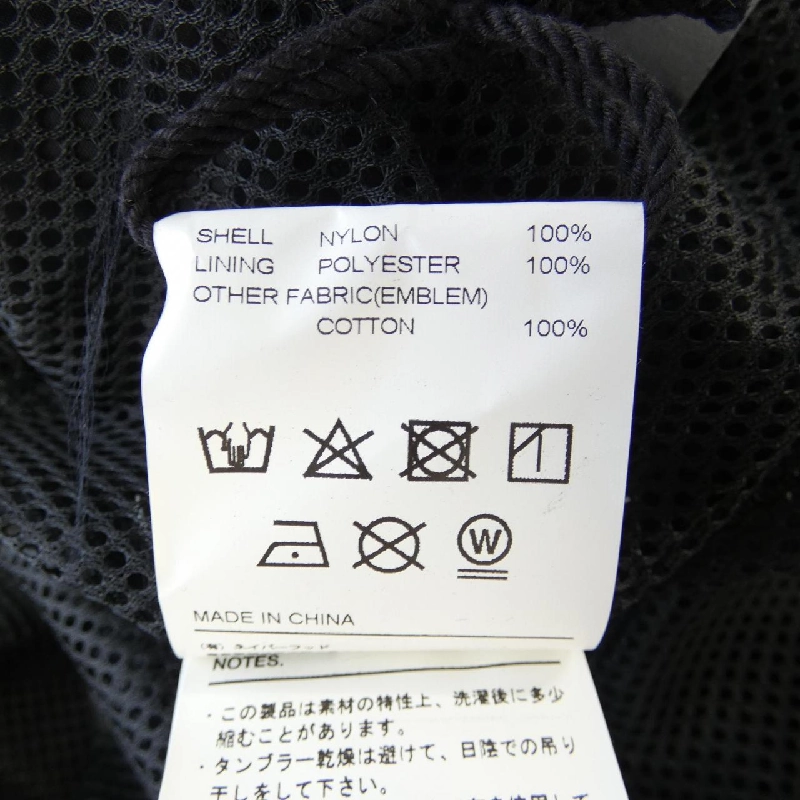 SHELL NYLON 100%
LINING POLYESTER 100%
OTHER FABRIC(EMBLEM)
COTTON 100%
W
MADE IN CHINA
NOTES.
・この製品は素材の特性上、洗濯後に多少
縮むことがあります。
・タンブラー乾燥は避けて、日陰での吊り
干しをして下さい。